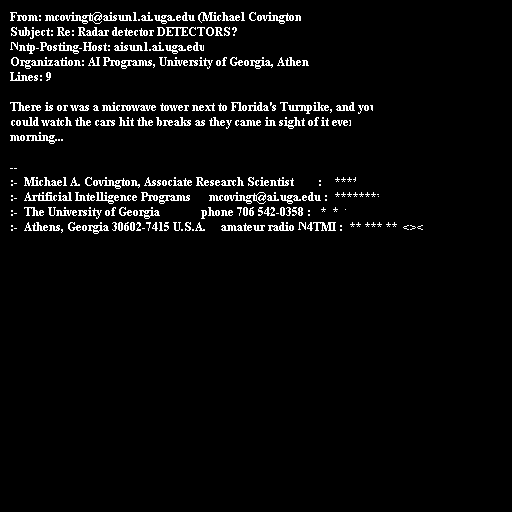 From: mcovingt@aisun1.ai.uga.edu (Michael Covington
Subject: Re: Radar detector DETECTORS?
Nntp-Posting-Host: aisun1.ai.uga.edu
Organization: AI Programs, University of Georgia, Athen
Lines: 9

There is or was a microwave tower next to Florida's Turnpike, and you
could watch the cars hit the breaks as they came in sight of it ever
morning...

--
:-  Michael A. Covington, Associate Research Scientist        :    ****
:-  Artificial Intelligence Programs      mcovingt@ai.uga.edu :  ********
:-  The University of Georgia              phone 706 542-0358 :   *  *  *
:-  Athens, Georgia 30602-7415 U.S.A.     amateur radio N4TMI :  ** *** **  <><